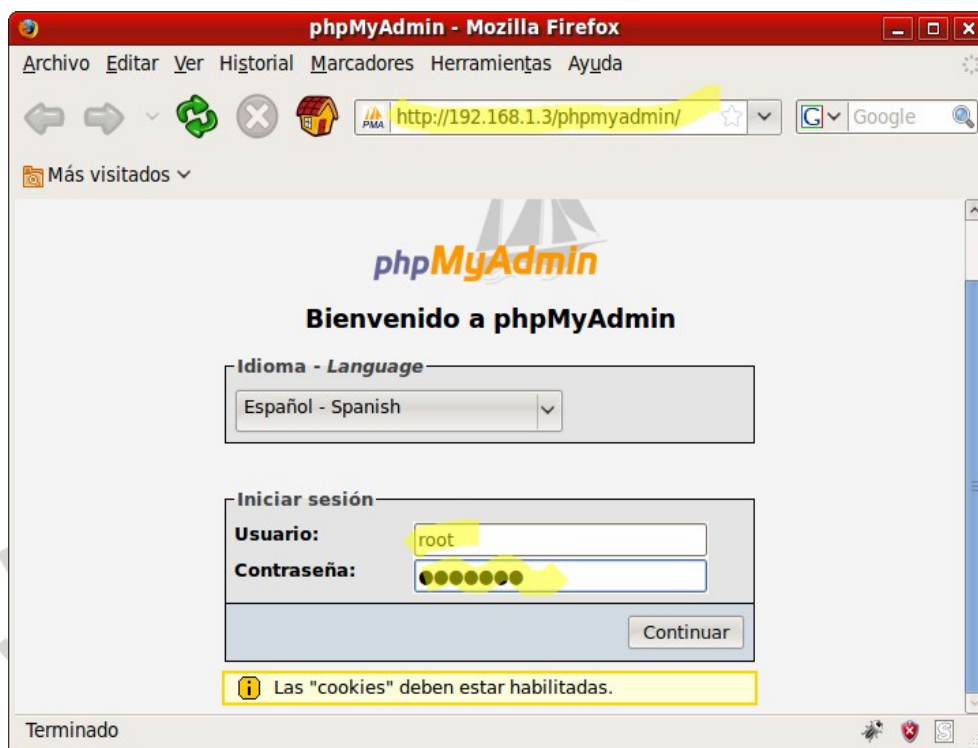 phpMyAdmin - Mozilla Firefox
Archivo Editar Ver Historial Marcadores Herramientas Ayuda
PMA http://192.168.1.3/phpmyadmin/ G Google
Más visitados
phpMyAdmin
Bienvenido a phpMyAdmin
Idioma - Language
Español - Spanish
Iniciar sesión
Usuario: root
Contraseña: ●●●●●●●
Continuar
i Las "cookies" deben estar habilitadas.
Terminado S